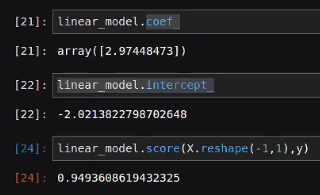 [21]: linear_model.coef_
[21]: array([2.97448473])
[22]: linear_model.intercept_
[22]: -2.0213822798702648
[24]: linear_model.score(X.reshape(-1,1),y)
[24]: 0.9493608619432325